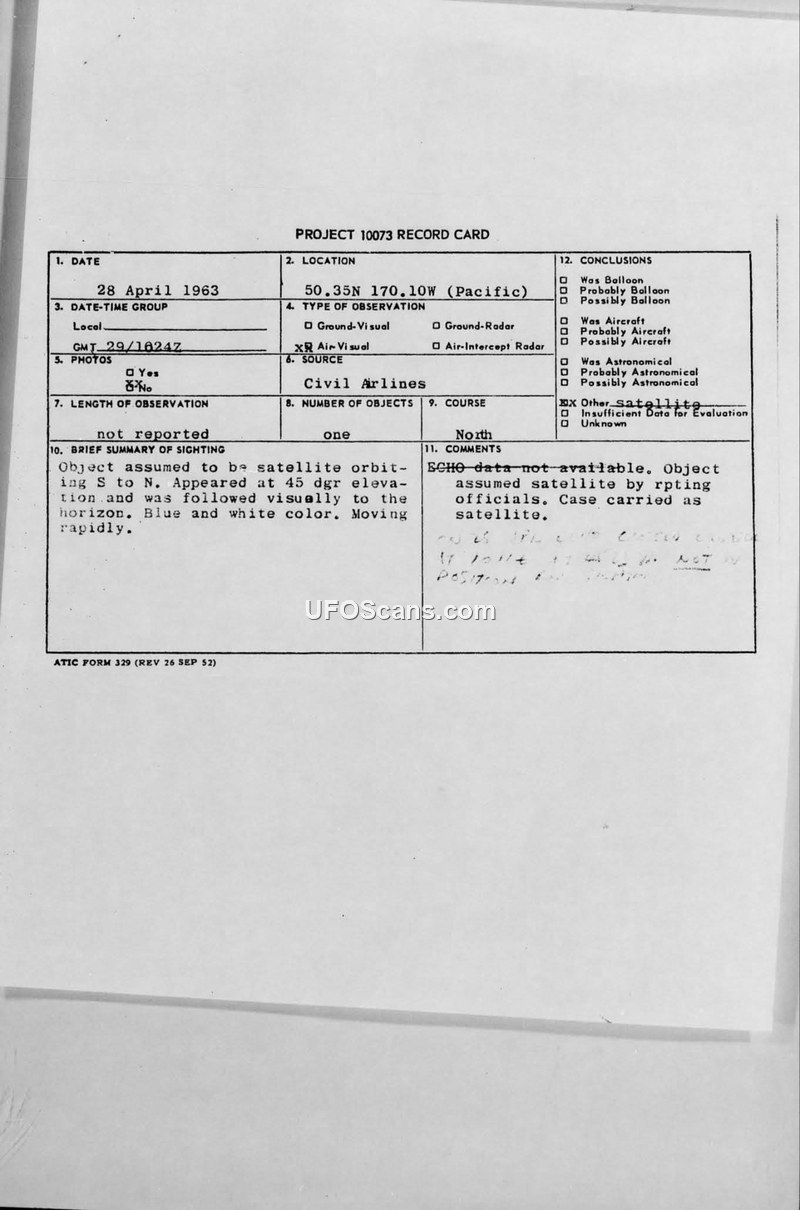 PROJECT 10073 RECORD CARD
1. DATE
28 April 1963
2. LOCATION
50.35N 170.10W (Pacific)
12. CONCLUSIONS
□ Was Balloon
□ Probably Balloon
□ Possibly Balloon
□ Was Aircraft
□ Probably Aircraft
□ Possibly Aircraft
□ Was Astronomical
□ Probably Astronomical
□ Possibly Astronomical
XX Other satellite
□ Insufficient Data for Evaluation
□ Unknown
3. DATE-TIME GROUP
Local
GMT 29/1024Z
4. TYPE OF OBSERVATION
□ Ground-Visual □ Ground-Radar
XX Air-Visual □ Air-Intercept Radar
5. PHOTOS
□ Yes
XX No
6. SOURCE
Civil Airlines
7. LENGTH OF OBSERVATION
not reported
8. NUMBER OF OBJECTS
one
9. COURSE
North
10. BRIEF SUMMARY OF SIGHTING
Object assumed to be satellite orbit-
ing S to N. Appeared at 45 dgr eleva-
tion and was followed visually to the
horizon. Blue and white color. Moving
rapidly.
11. COMMENTS
ECHO data not available. Object
assumed satellite by rpting
officials. Case carried as
satellite.
NOT
UFOScans.com
ATIC FORM 329 (REV 26 SEP 52)